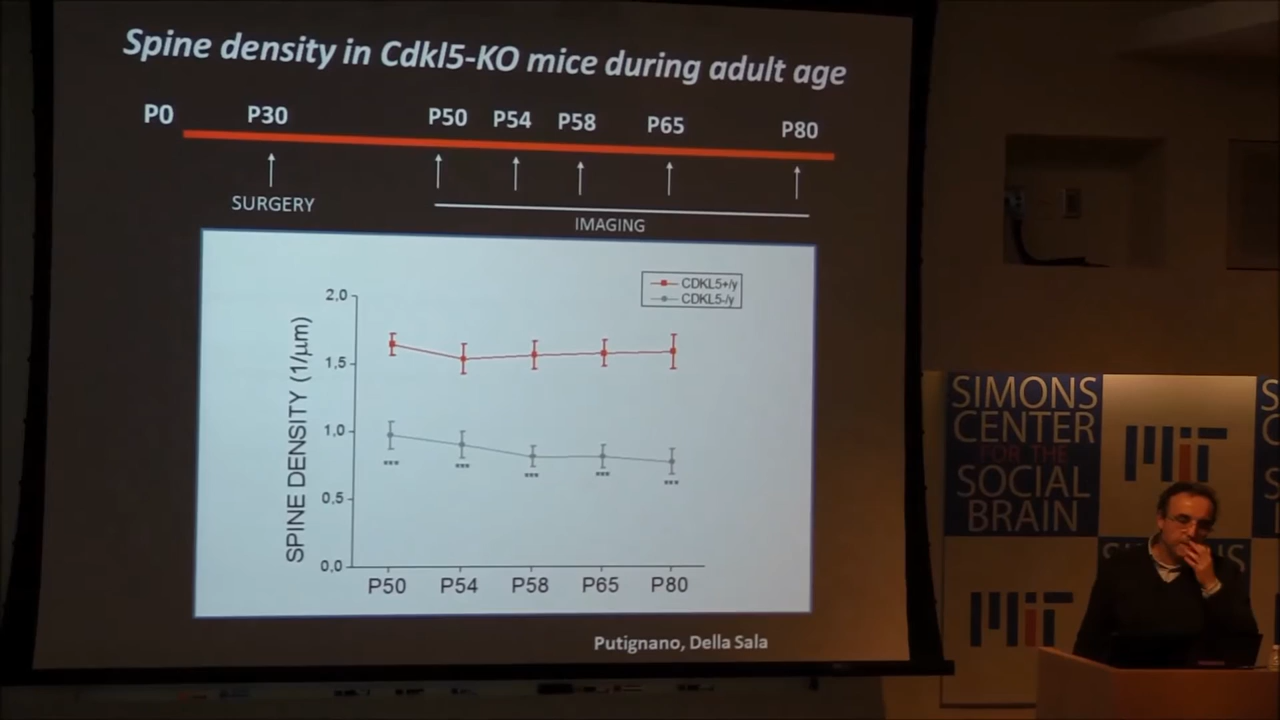 Spine density in Cdkl5-KO mice during adult age
P0 P30 P50 P54 P58 P65 P80
SURGERY
IMAGING
CDKL5+/y
CDKL5-/y
SPINE DENSITY (1/µm)
2,0
1,5
1,0
0,5
0,0
*** *** *** *** ***
P50 P54 P58 P65 P80
Putignano, Della Sala
SIMONS
CENTER
FOR THE
SOCIAL
BRAIN
MIT
MIT